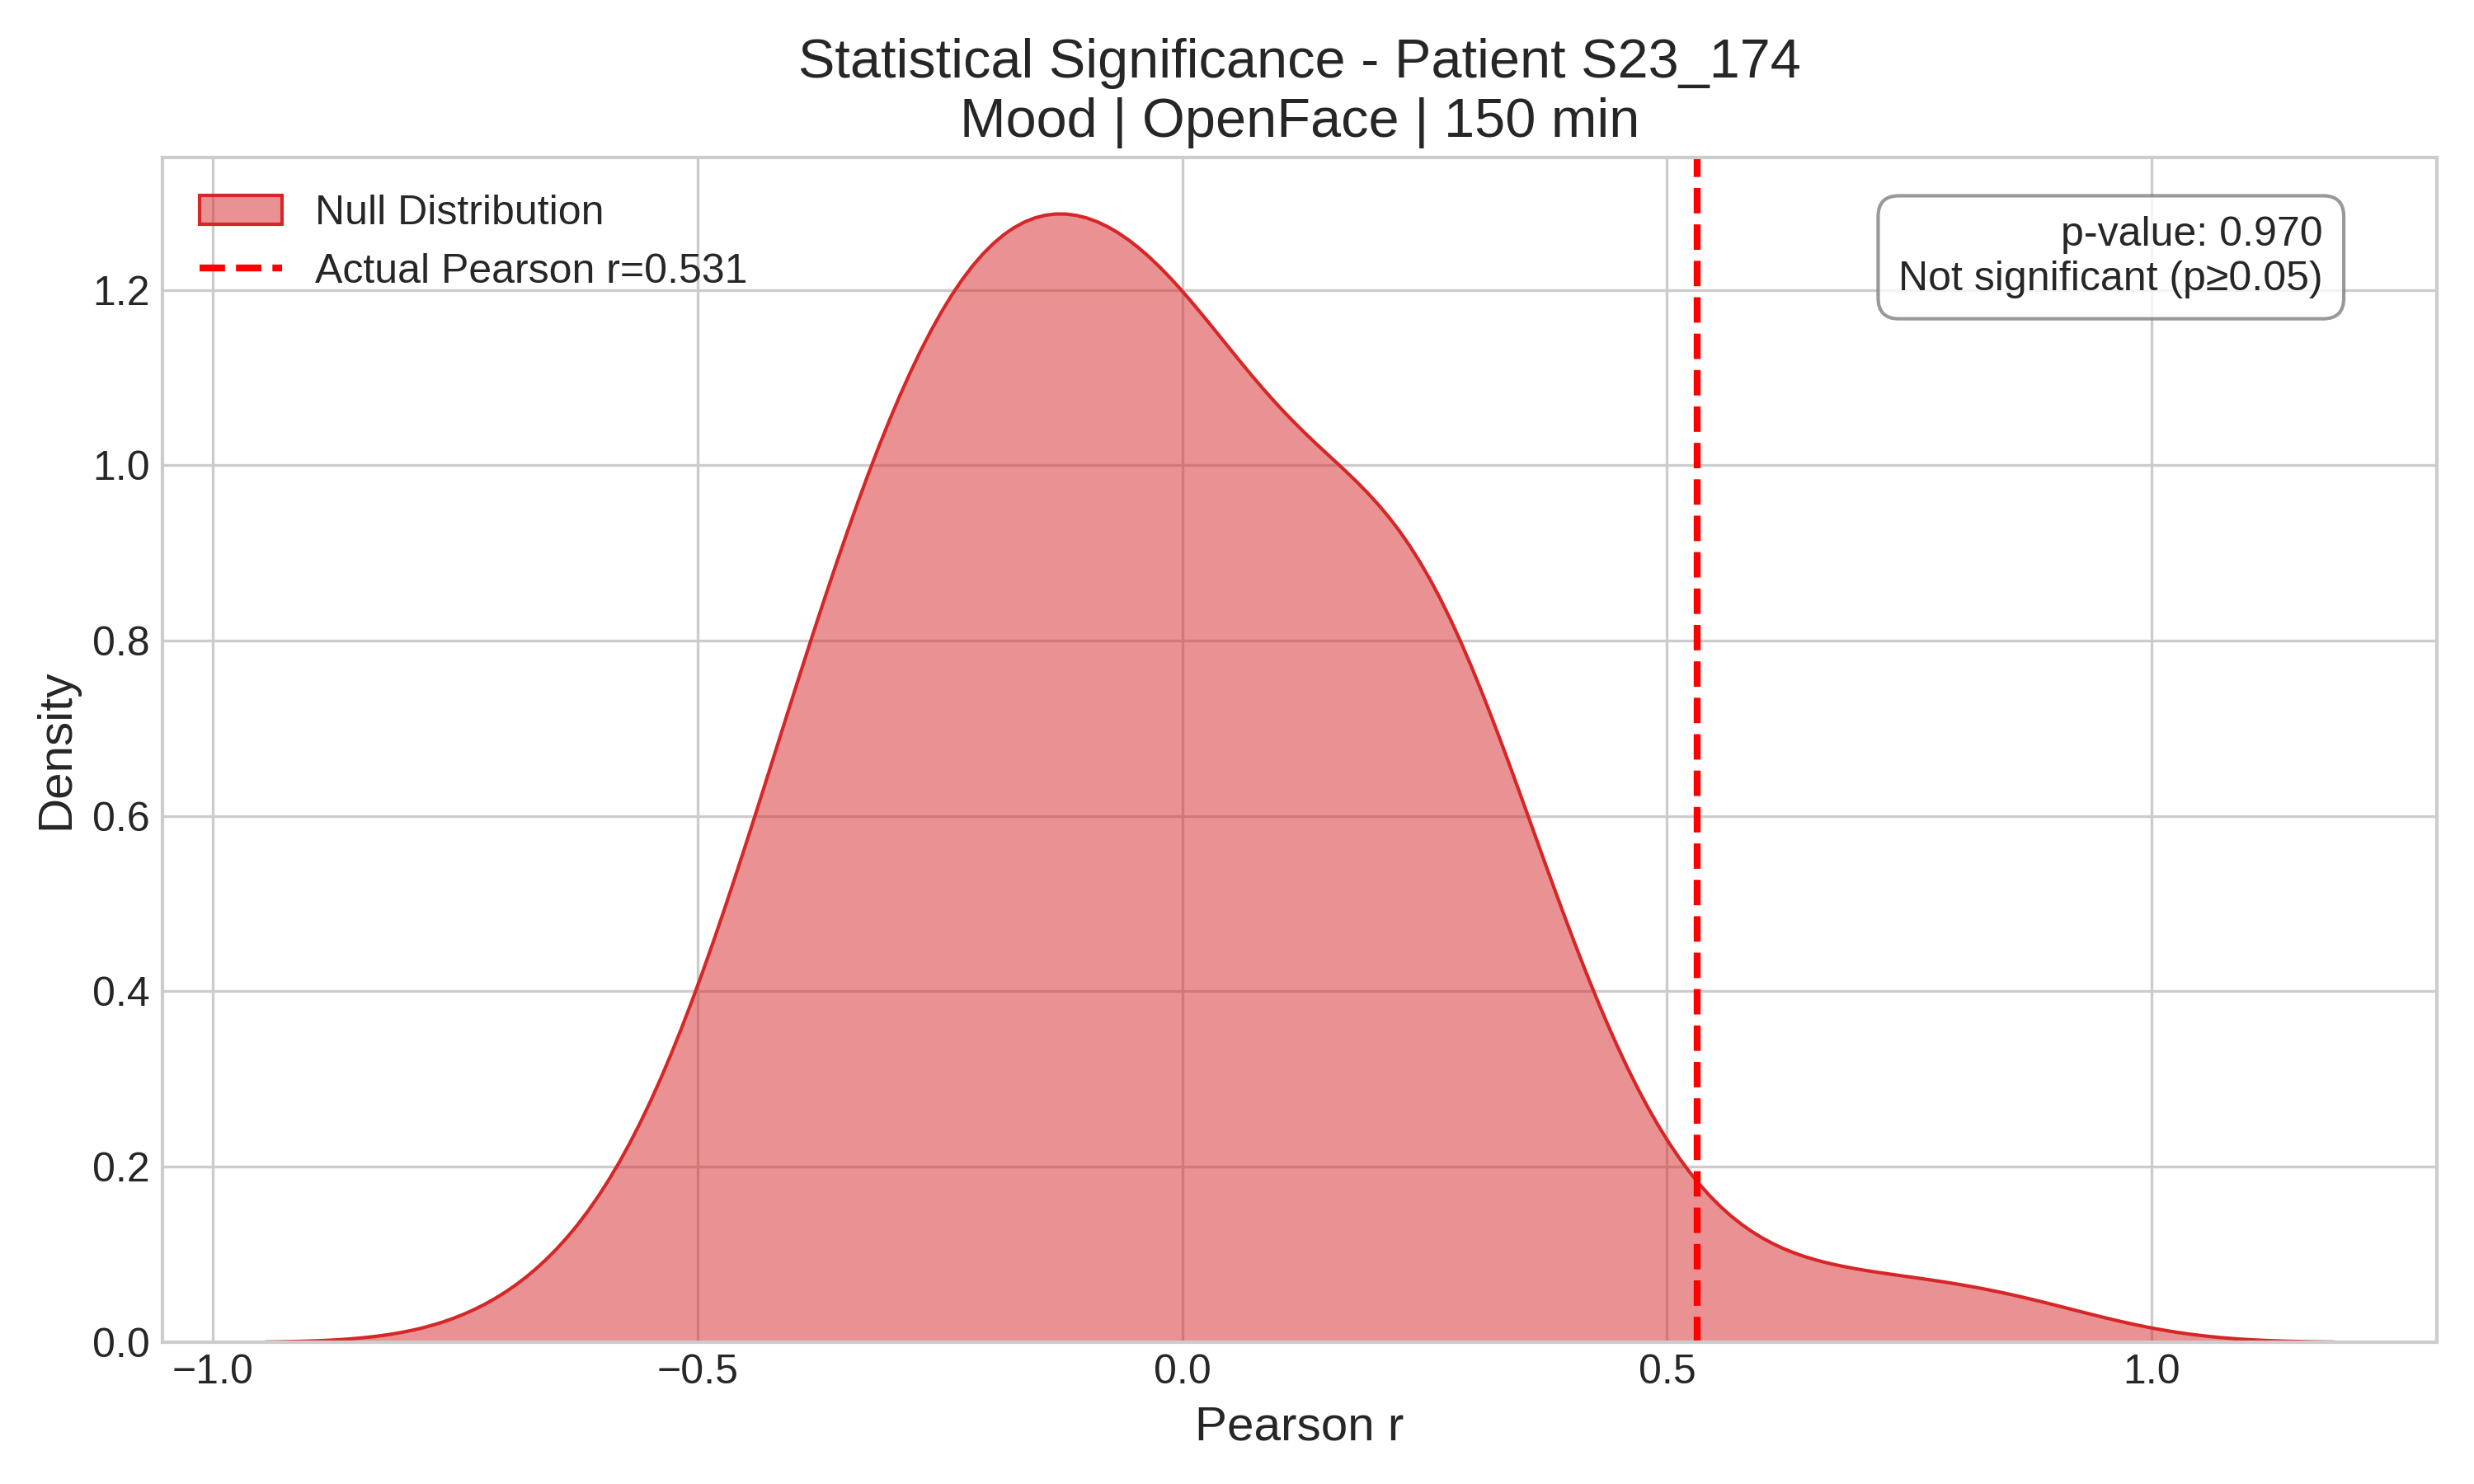 Statistical Significance - Patient S23_174
Mood | OpenFace | 150 min
Null Distribution
Actual Pearson r=0.531
p-value: 0.970
Not significant (p≥0.05)
Density
1.2
1.0
0.8
0.6
0.4
0.2
0.0
−1.0
−0.5
0.0
0.5
1.0
Pearson r